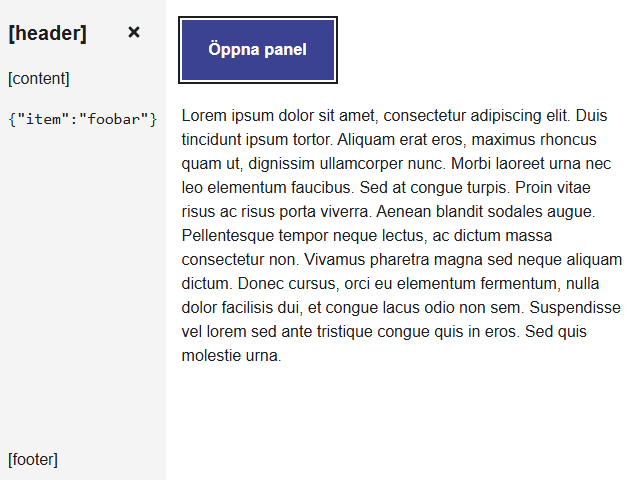 [header]
[content]
{"item":"foobar"}
[footer]
Öppna panel
Lorem ipsum dolor sit amet, consectetur adipiscing elit. Duis
tincidunt ipsum tortor. Aliquam erat eros, maximus rhoncus
quam ut, dignissim ullamcorper nunc. Morbi laoreet urna nec
leo elementum faucibus. Sed at congue turpis. Proin vitae
risus ac risus porta viverra. Aenean blandit sodales augue.
Pellentesque tempor neque lectus, ac dictum massa
consectetur non. Vivamus pharetra magna sed neque aliquam
dictum. Donec cursus, orci eu elementum fermentum, nulla
dolor facilisis dui, et congue lacus odio non sem. Suspendisse
vel lorem sed ante tristique congue quis in eros. Sed quis
molestie urna.